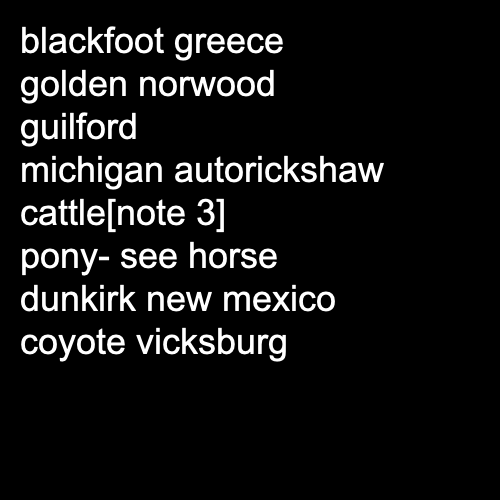 blackfoot greece
golden norwood
guilford
michigan autorickshaw
cattle[note 3]
pony- see horse
dunkirk new mexico
coyote vicksburg